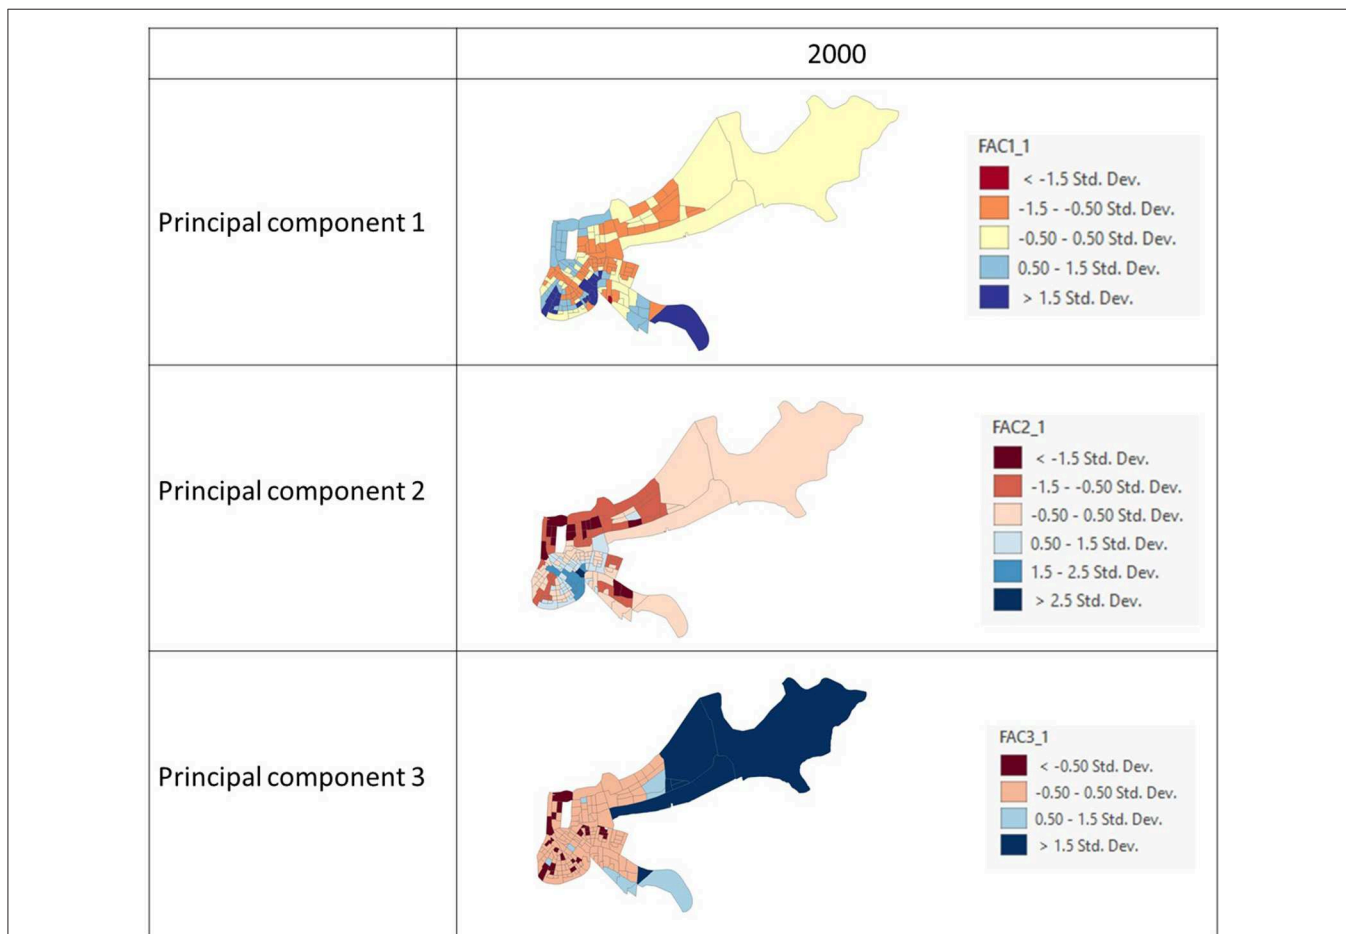 2000
Principal component 1
FAC1_1
< -1.5 Std. Dev.
-1.5 - -0.50 Std. Dev.
-0.50 - 0.50 Std. Dev.
0.50 - 1.5 Std. Dev.
> 1.5 Std. Dev.
Principal component 2
FAC2_1
< -1.5 Std. Dev.
-1.5 - -0.50 Std. Dev.
-0.50 - 0.50 Std. Dev.
0.50 - 1.5 Std. Dev.
1.5 - 2.5 Std. Dev.
> 2.5 Std. Dev.
Principal component 3
FAC3_1
< -0.50 Std. Dev.
-0.50 - 0.50 Std. Dev.
0.50 - 1.5 Std. Dev.
> 1.5 Std. Dev.